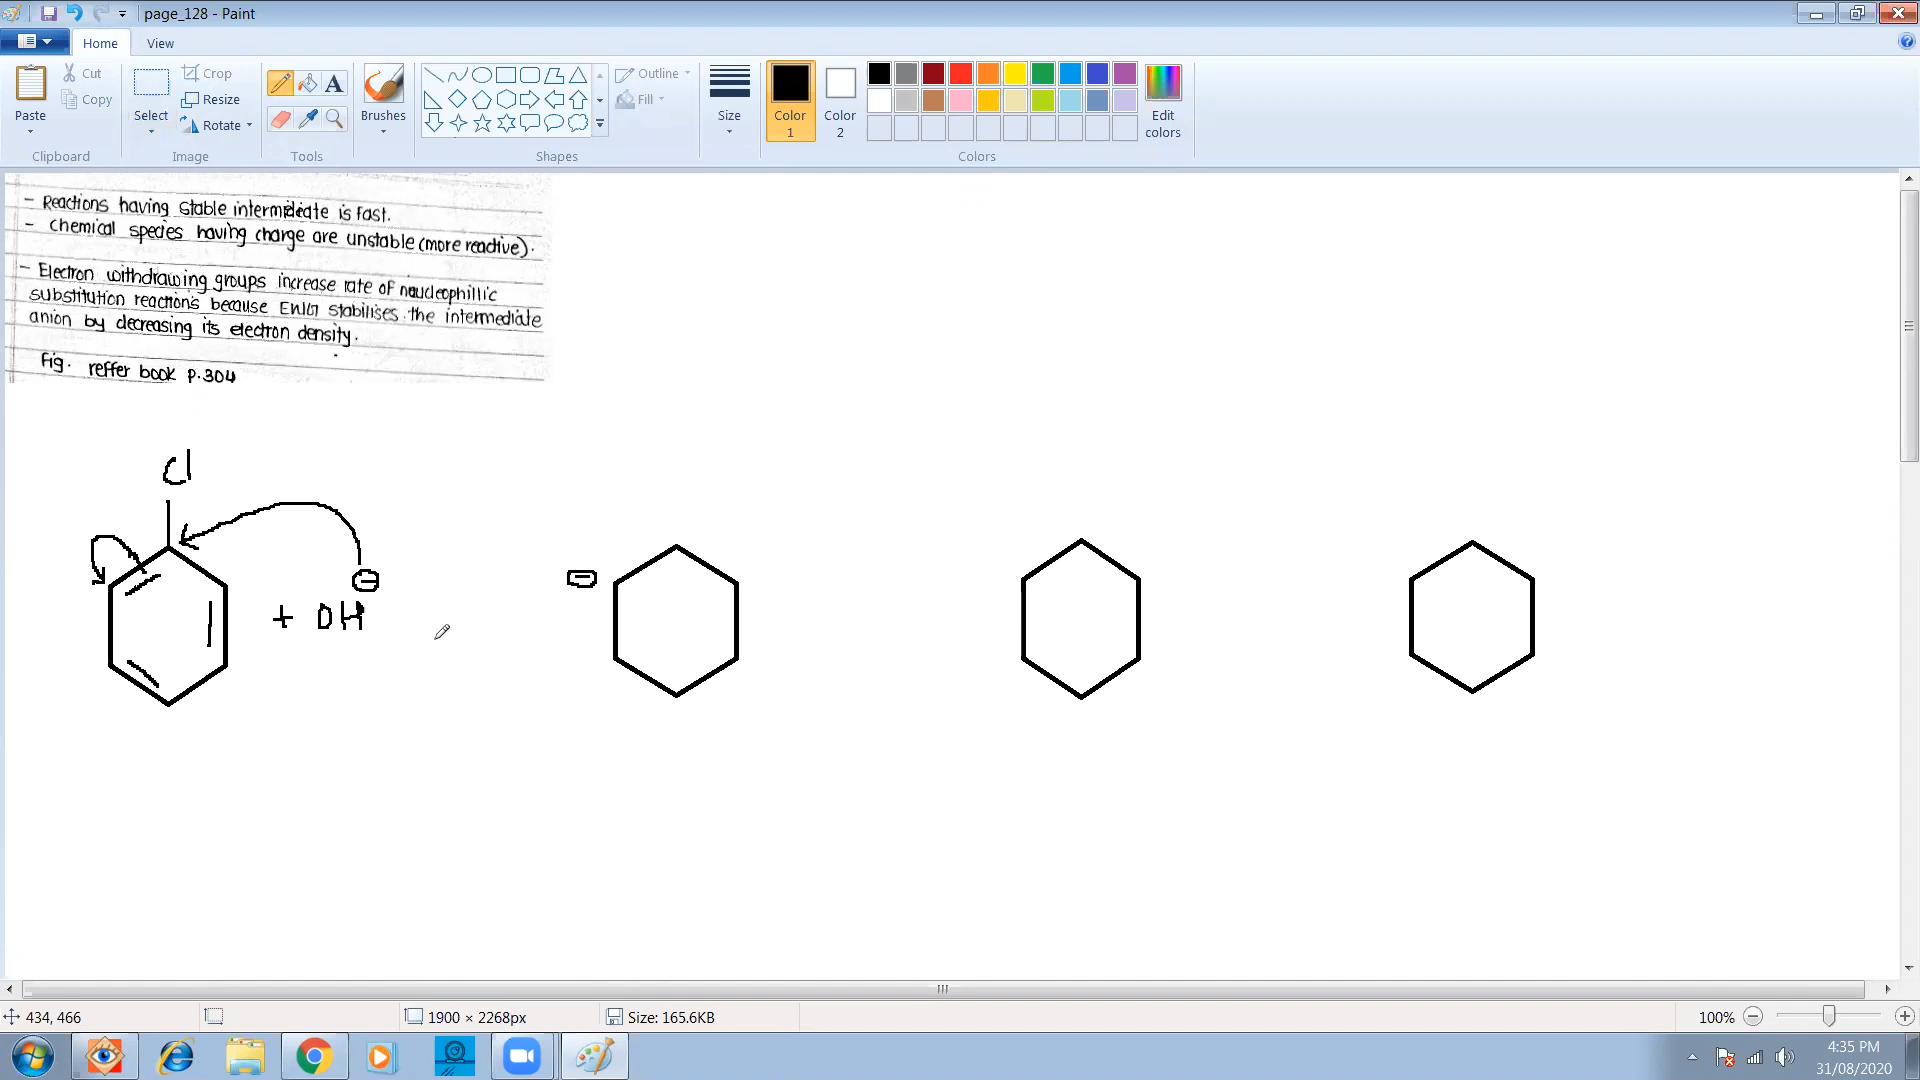 page_128 - Paint
Home
View
Paste
Cut
Copy
Clipboard
Select
Crop
Resize
Rotate
Image
Tools
Brushes
Shapes
Outline
Fill
Size
Color 1
Color 2
Edit colors
Colors
- Reactions having stable intermediate is fast.
- Chemical species having charge are unstable (more reactive).
- Electron withdrawing groups increase rate of nucleophillic
substitution reactions because EWG stabilises the intermediate
anion by decreasing its electron density.
Fig. reffer book p.304
Cl
+ OH
434, 466
1900 × 2268px
Size: 165.6KB
100%
4:35 PM
31/08/2020